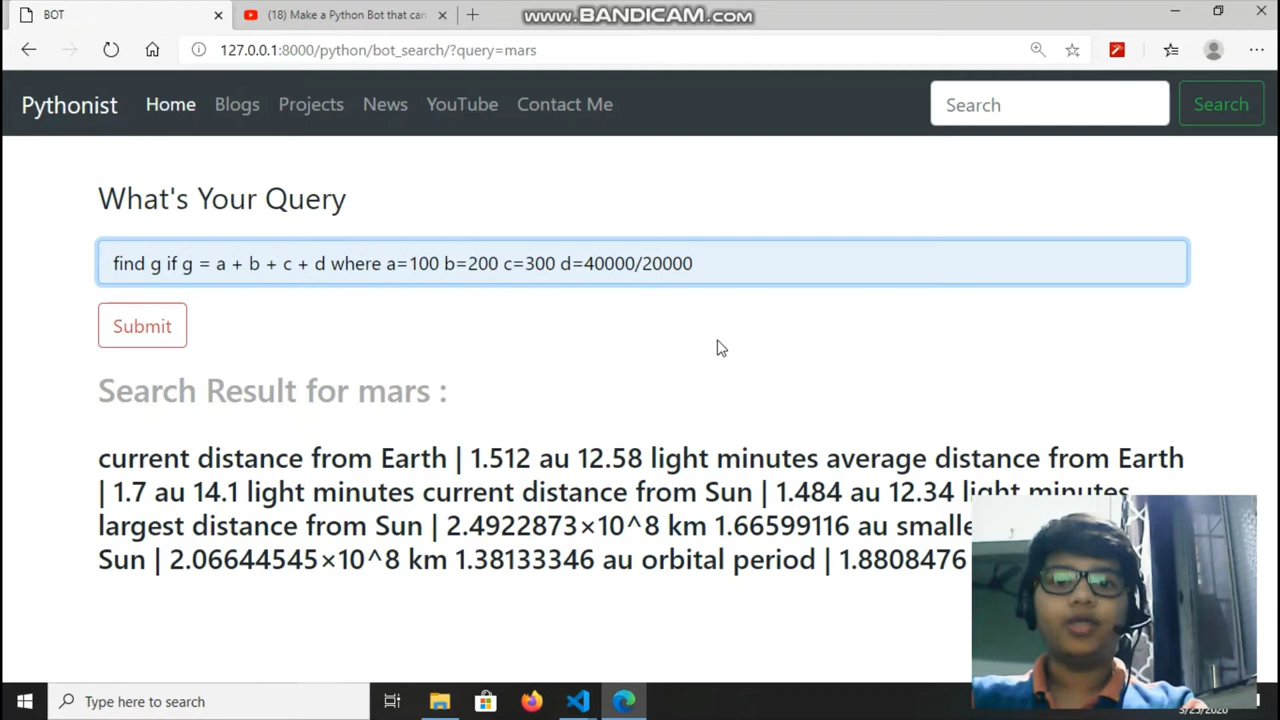 BOT
(18) Make a Python Bot that can
www.BANDICAM.com
127.0.0.1:8000/python/bot_search/?query=mars
Pythonist Home Blogs Projects News YouTube Contact Me Search Search
What's Your Query
find g if g = a + b + c + d where a=100 b=200 c=300 d=40000/20000
Submit
Search Result for mars :
current distance from Earth | 1.512 au 12.58 light minutes average distance from Earth
| 1.7 au 14.1 light minutes current distance from Sun | 1.484 au 12.34 light minutes
largest distance from Sun | 2.4922873×10^8 km 1.66599116 au
Sun | 2.06644545×10^8 km 1.38133346 au orbital period | 1.8808476
Type here to search